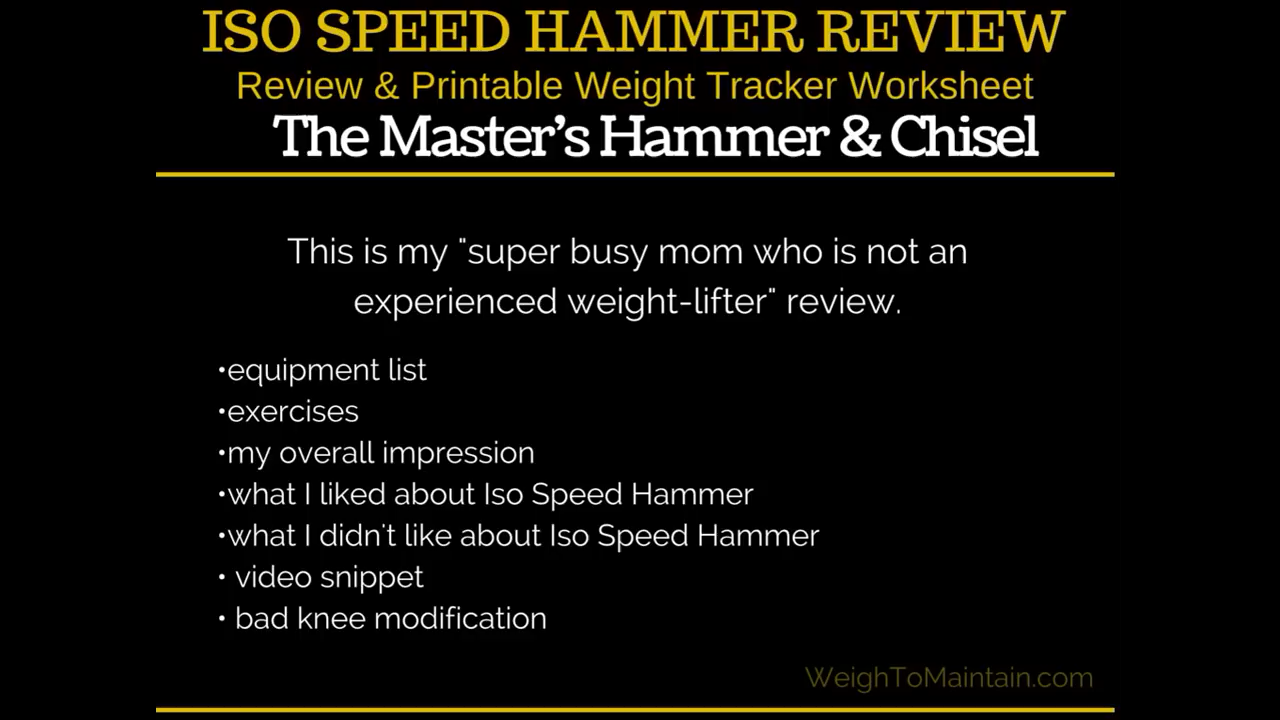 ISO SPEED HAMMER REVIEW
Review & Printable Weight Tracker Worksheet
The Master’s Hammer & Chisel
This is my "super busy mom who is not an
experienced weight-lifter" review.
•equipment list
•exercises
•my overall impression
•what I liked about Iso Speed Hammer
•what I didn't like about Iso Speed Hammer
• video snippet
• bad knee modification
WeighToMaintain.com